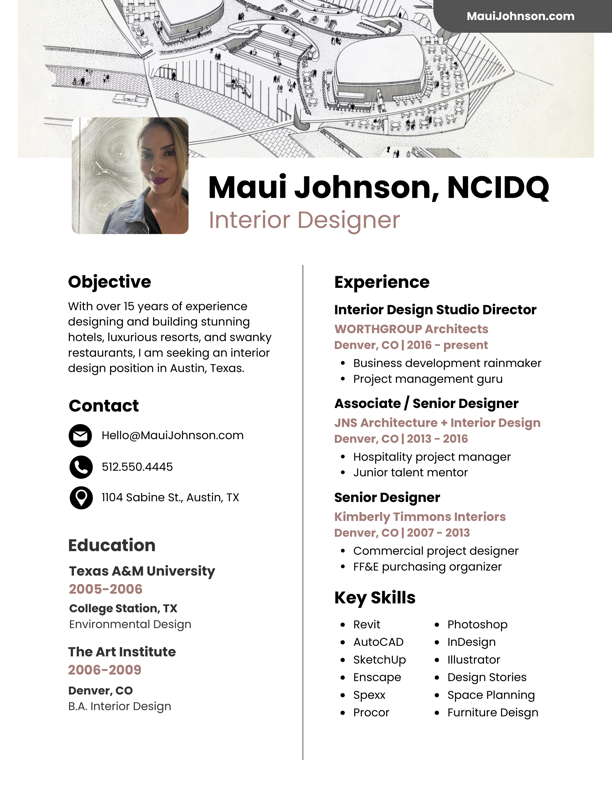 MauiJohnson.com
Maui Johnson, NCIDQ
Interior Designer
Objective
With over 15 years of experience
designing and building stunning
hotels, luxurious resorts, and swanky
restaurants, I am seeking an interior
design position in Austin, Texas.
Contact
Hello@MauiJohnson.com
512.550.4445
1104 Sabine St., Austin, TX
Education
Texas A&M University
2005-2006
College Station, TX
Environmental Design
The Art Institute
2006-2009
Denver, CO
B.A. Interior Design
Experience
Interior Design Studio Director
WORTHGROUP Architects
Denver, CO | 2016 - present
• Business development rainmaker
• Project management guru
Associate / Senior Designer
JNS Architecture + Interior Design
Denver, CO | 2013 - 2016
• Hospitality project manager
• Junior talent mentor
Senior Designer
Kimberly Timmons Interiors
Denver, CO | 2007 - 2013
• Commercial project designer
• FF&E purchasing organizer
Key Skills
• Revit
• AutoCAD
• SketchUp
• Enscape
• Spexx
• Procor
• Photoshop
• InDesign
• Illustrator
• Design Stories
• Space Planning
• Furniture Deisgn